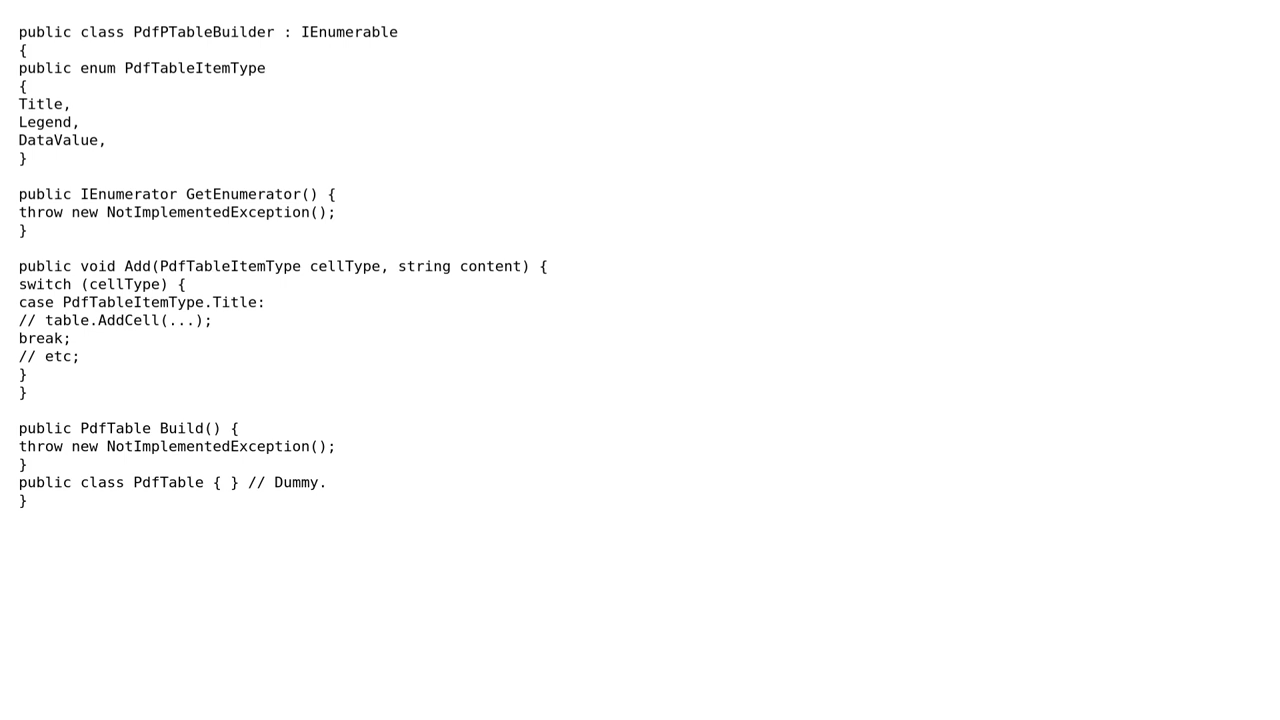 public class PdfPTableBuilder : IEnumerable
{
public enum PdfTableItemType
{
Title,
Legend,
DataValue,
}

public IEnumerator GetEnumerator() {
throw new NotImplementedException();
}

public void Add(PdfTableItemType cellType, string content) {
switch (cellType) {
case PdfTableItemType.Title:
// table.AddCell(...);
break;
// etc;
}
}

public PdfTable Build() {
throw new NotImplementedException();
}
public class PdfTable { } // Dummy.
}